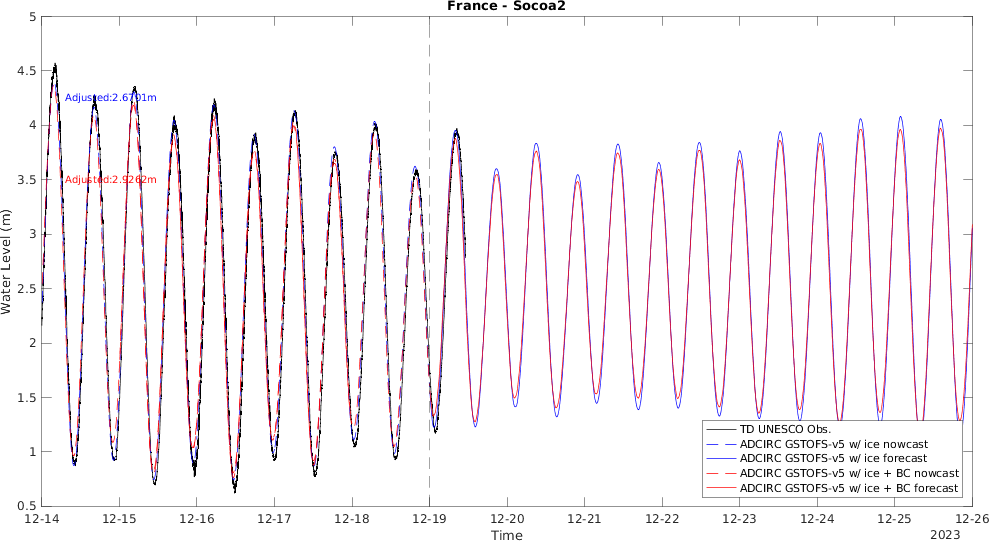 France - Socoa2
5
4.5
4
3.5
3
2.5
2
1.5
1
0.5
Water Level (m)
Adjusted:2.6701m
Adjusted:2.9262m
TD UNESCO Obs.
ADCIRC GSTOFS-v5 w/ ice nowcast
ADCIRC GSTOFS-v5 w/ ice forecast
ADCIRC GSTOFS-v5 w/ ice + BC nowcast
ADCIRC GSTOFS-v5 w/ ice + BC forecast
12-14 12-15 12-16 12-17 12-18 12-19 12-20 12-21 12-22 12-23 12-24 12-25 12-26
Time
2023